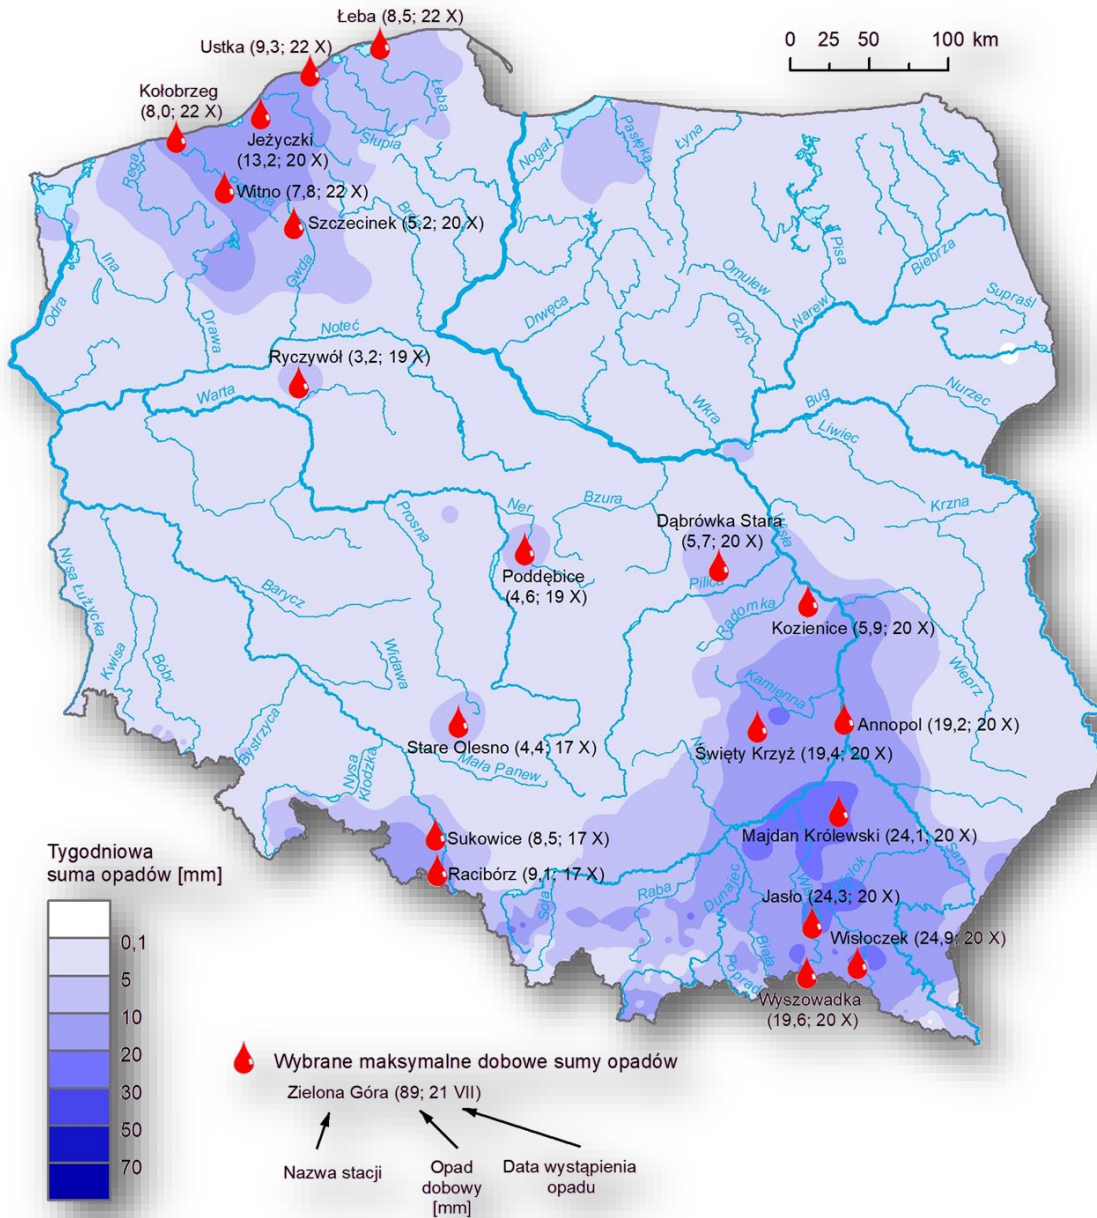 Łeba (8,5; 22 X)
Ustka (9,3; 22 X)
0 25 50 100 km
Kołobrzeg
(8,0; 22 X)
Jeżyczki
(13,2; 20 X)
Łeba
Słupia
Nogat
Pasłęka
Łyna
Rega
Witno (7,8; 22 X)
Szczecinek (5,2; 20 X)
Gwda
Ina
Odra
Drawa
Pisa
Biebrza
Omulew
Supraśl
Drwęca
Orzyc
Narew
Noteć
Ryczywół (3,2; 19 X)
Warta
Wkra
Bug
Nurzec
Liwiec
Krzna
Prosna
Ner
Bzura
Wisła
Dąbrówka Stara
(5,7; 20 X)
Nysa Łużycka
Poddębice
(4,6; 19 X)
Pilica
Barycz
Radomka
Kozienice (5,9; 20 X)
Kwisa
Bóbr
Widawa
Kamienna
Wieprz
Annopol (19,2; 20 X)
Bystrzyca
Stare Olesno (4,4; 17 X)
Święty Krzyż (19,4; 20 X)
Nida
Nysa
Kłodzka
Mała Panew
Majdan Królewski (24,1; 20 X)
Sukowice (8,5; 17 X)
San
Racibórz (9,1; 17 X)
Soła
Raba
Dunajec
Jasło (24,3; 20 X)
Wisłoczek (24,9; 20 X)
Biała
Poprad
Wyszowadka
(19,6; 20 X)
Tygodniowa
suma opadów [mm]
0,1
5
10
20
30
50
70
Wybrane maksymalne dobowe sumy opadów
Zielona Góra (89; 21 VII)
Nazwa stacji
Opad
dobowy
[mm]
Data wystąpienia
opadu